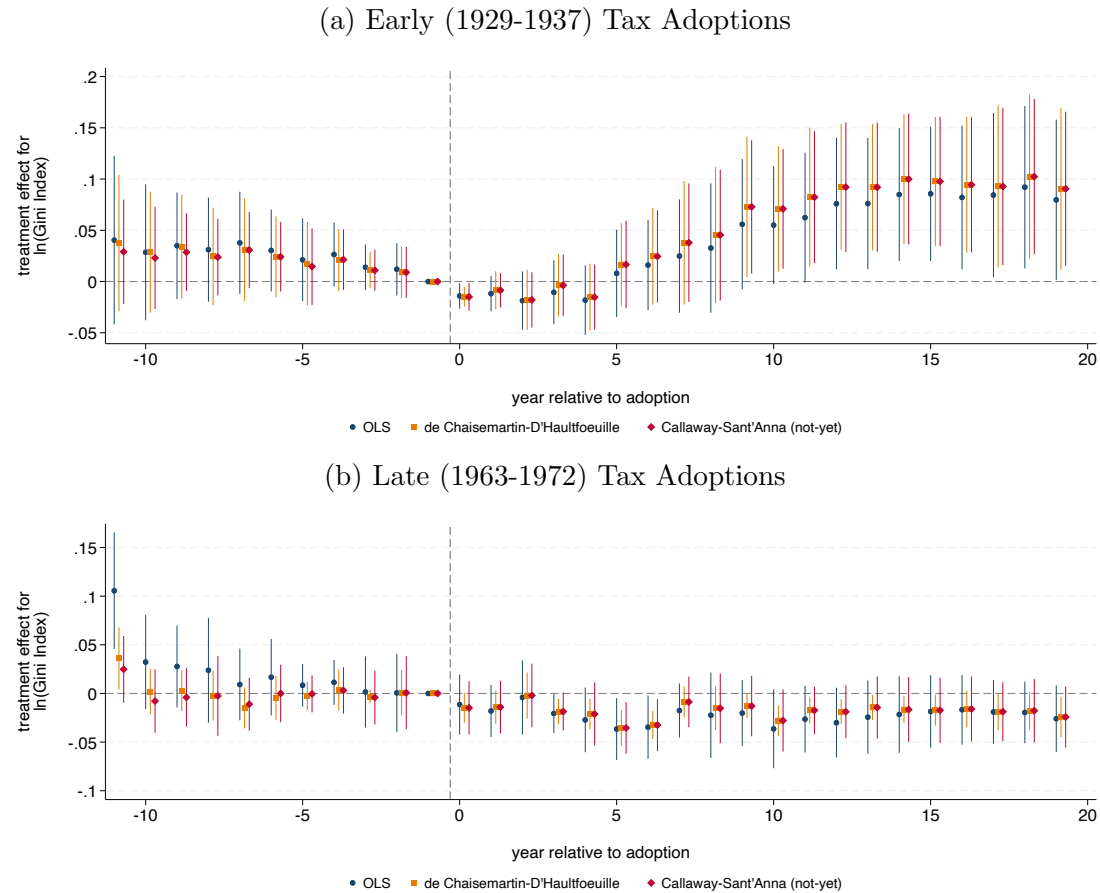 (a) Early (1929-1937) Tax Adoptions
treatment effect for
ln(Gini Index)
.2
.15
.1
.05
0
-.05
-10
-5
0
5
10
15
20
year relative to adoption
OLS
de Chaisemartin-D'Haultfoeuille
Callaway-Sant'Anna (not-yet)
(b) Late (1963-1972) Tax Adoptions
treatment effect for
ln(Gini Index)
.15
.1
.05
0
-.05
-.1
-10
-5
0
5
10
15
20
year relative to adoption
OLS
de Chaisemartin-D'Haultfoeuille
Callaway-Sant'Anna (not-yet)